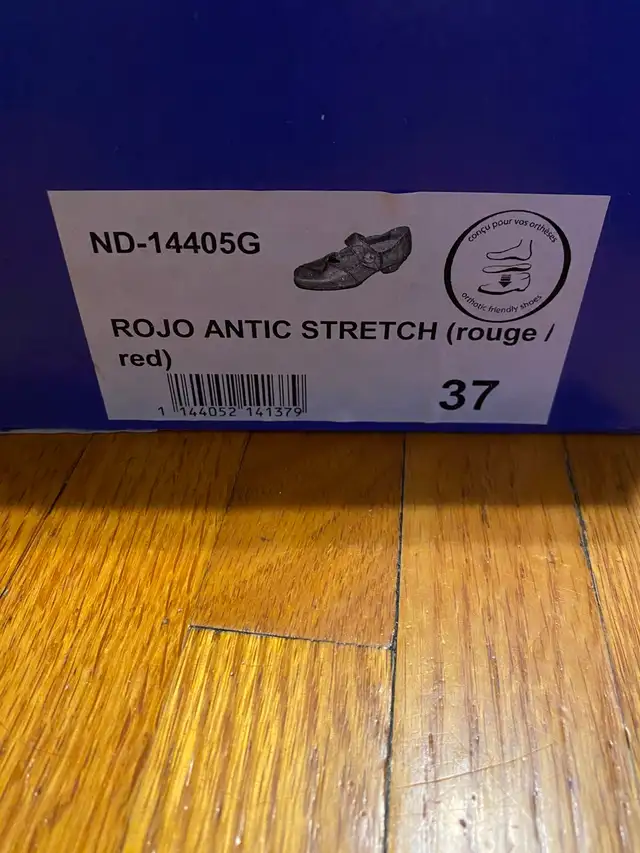 ND-14405G
conçu pour vos orthèses
orthotic friendly shoes
ROJO ANTIC STRETCH (rouge /
red)
1 144052 141379
37